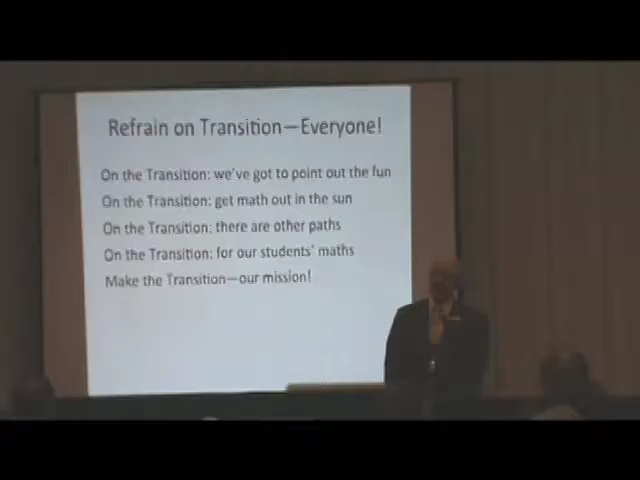 Refrain on Transition—Everyone!
On the Transition: we've got to point out the fun
On the Transition: get math out in the sun
On the Transition: there are other paths
On the Transition: for our students' maths
Make the Transition—our mission!